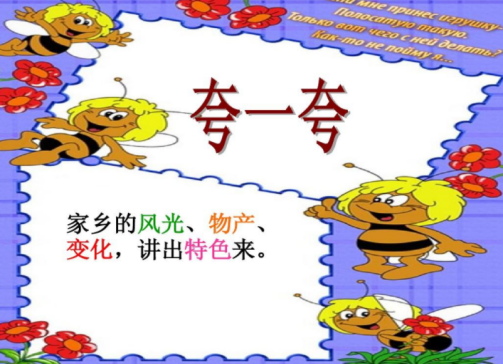 мне принес игрушку
Полосатую такую.
Только вот чего с ней делать?
Как-то не пойму я...
夸一夸
家乡的风光、物产、
变化，讲出特色来。